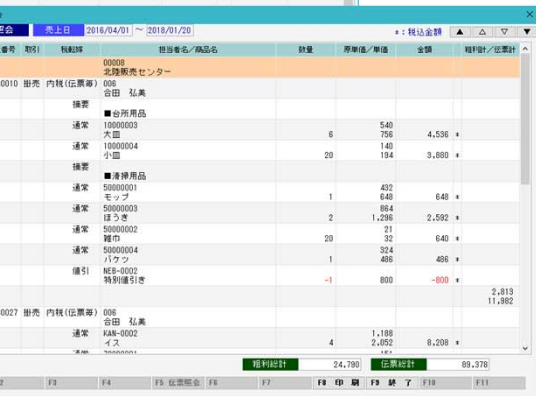 照会 売上日 2016/04/01 ～ 2018/01/20 *：税込金額 ▲ △ ▽ ▼
番号 取引 税転嫁 担当者名／商品名 数量 原単価／単価 金額 粗利計／伝票計
00008
北陸販売センター
0010 掛売 内税(伝票毎) 006
合田 弘美
摘要
■台所用品
通常 10000003 540
大皿 6 756 4,536 *
通常 10000004 140
小皿 20 194 3,880 *
摘要
■清掃用品
通常 50000001 432
モップ 1 648 648 *
通常 50000003 864
ほうき 2 1,296 2,592 *
通常 50000002 21
雑巾 20 32 640 *
通常 50000004 324
バケツ 1 486 486 *
値引 NEB-0002
特別値引き -1 800 -800 *
2,813
11,982
0027 掛売 内税(伝票毎) 006
合田 弘美
通常 KAN-0002 1,188
イス 4 2,052 8,208 *
粗利総計 24,790 伝票総計 89,378
F3 F4 F5 伝票照会 F6 F7 F8 印 刷 F9 終 了 F10 F11